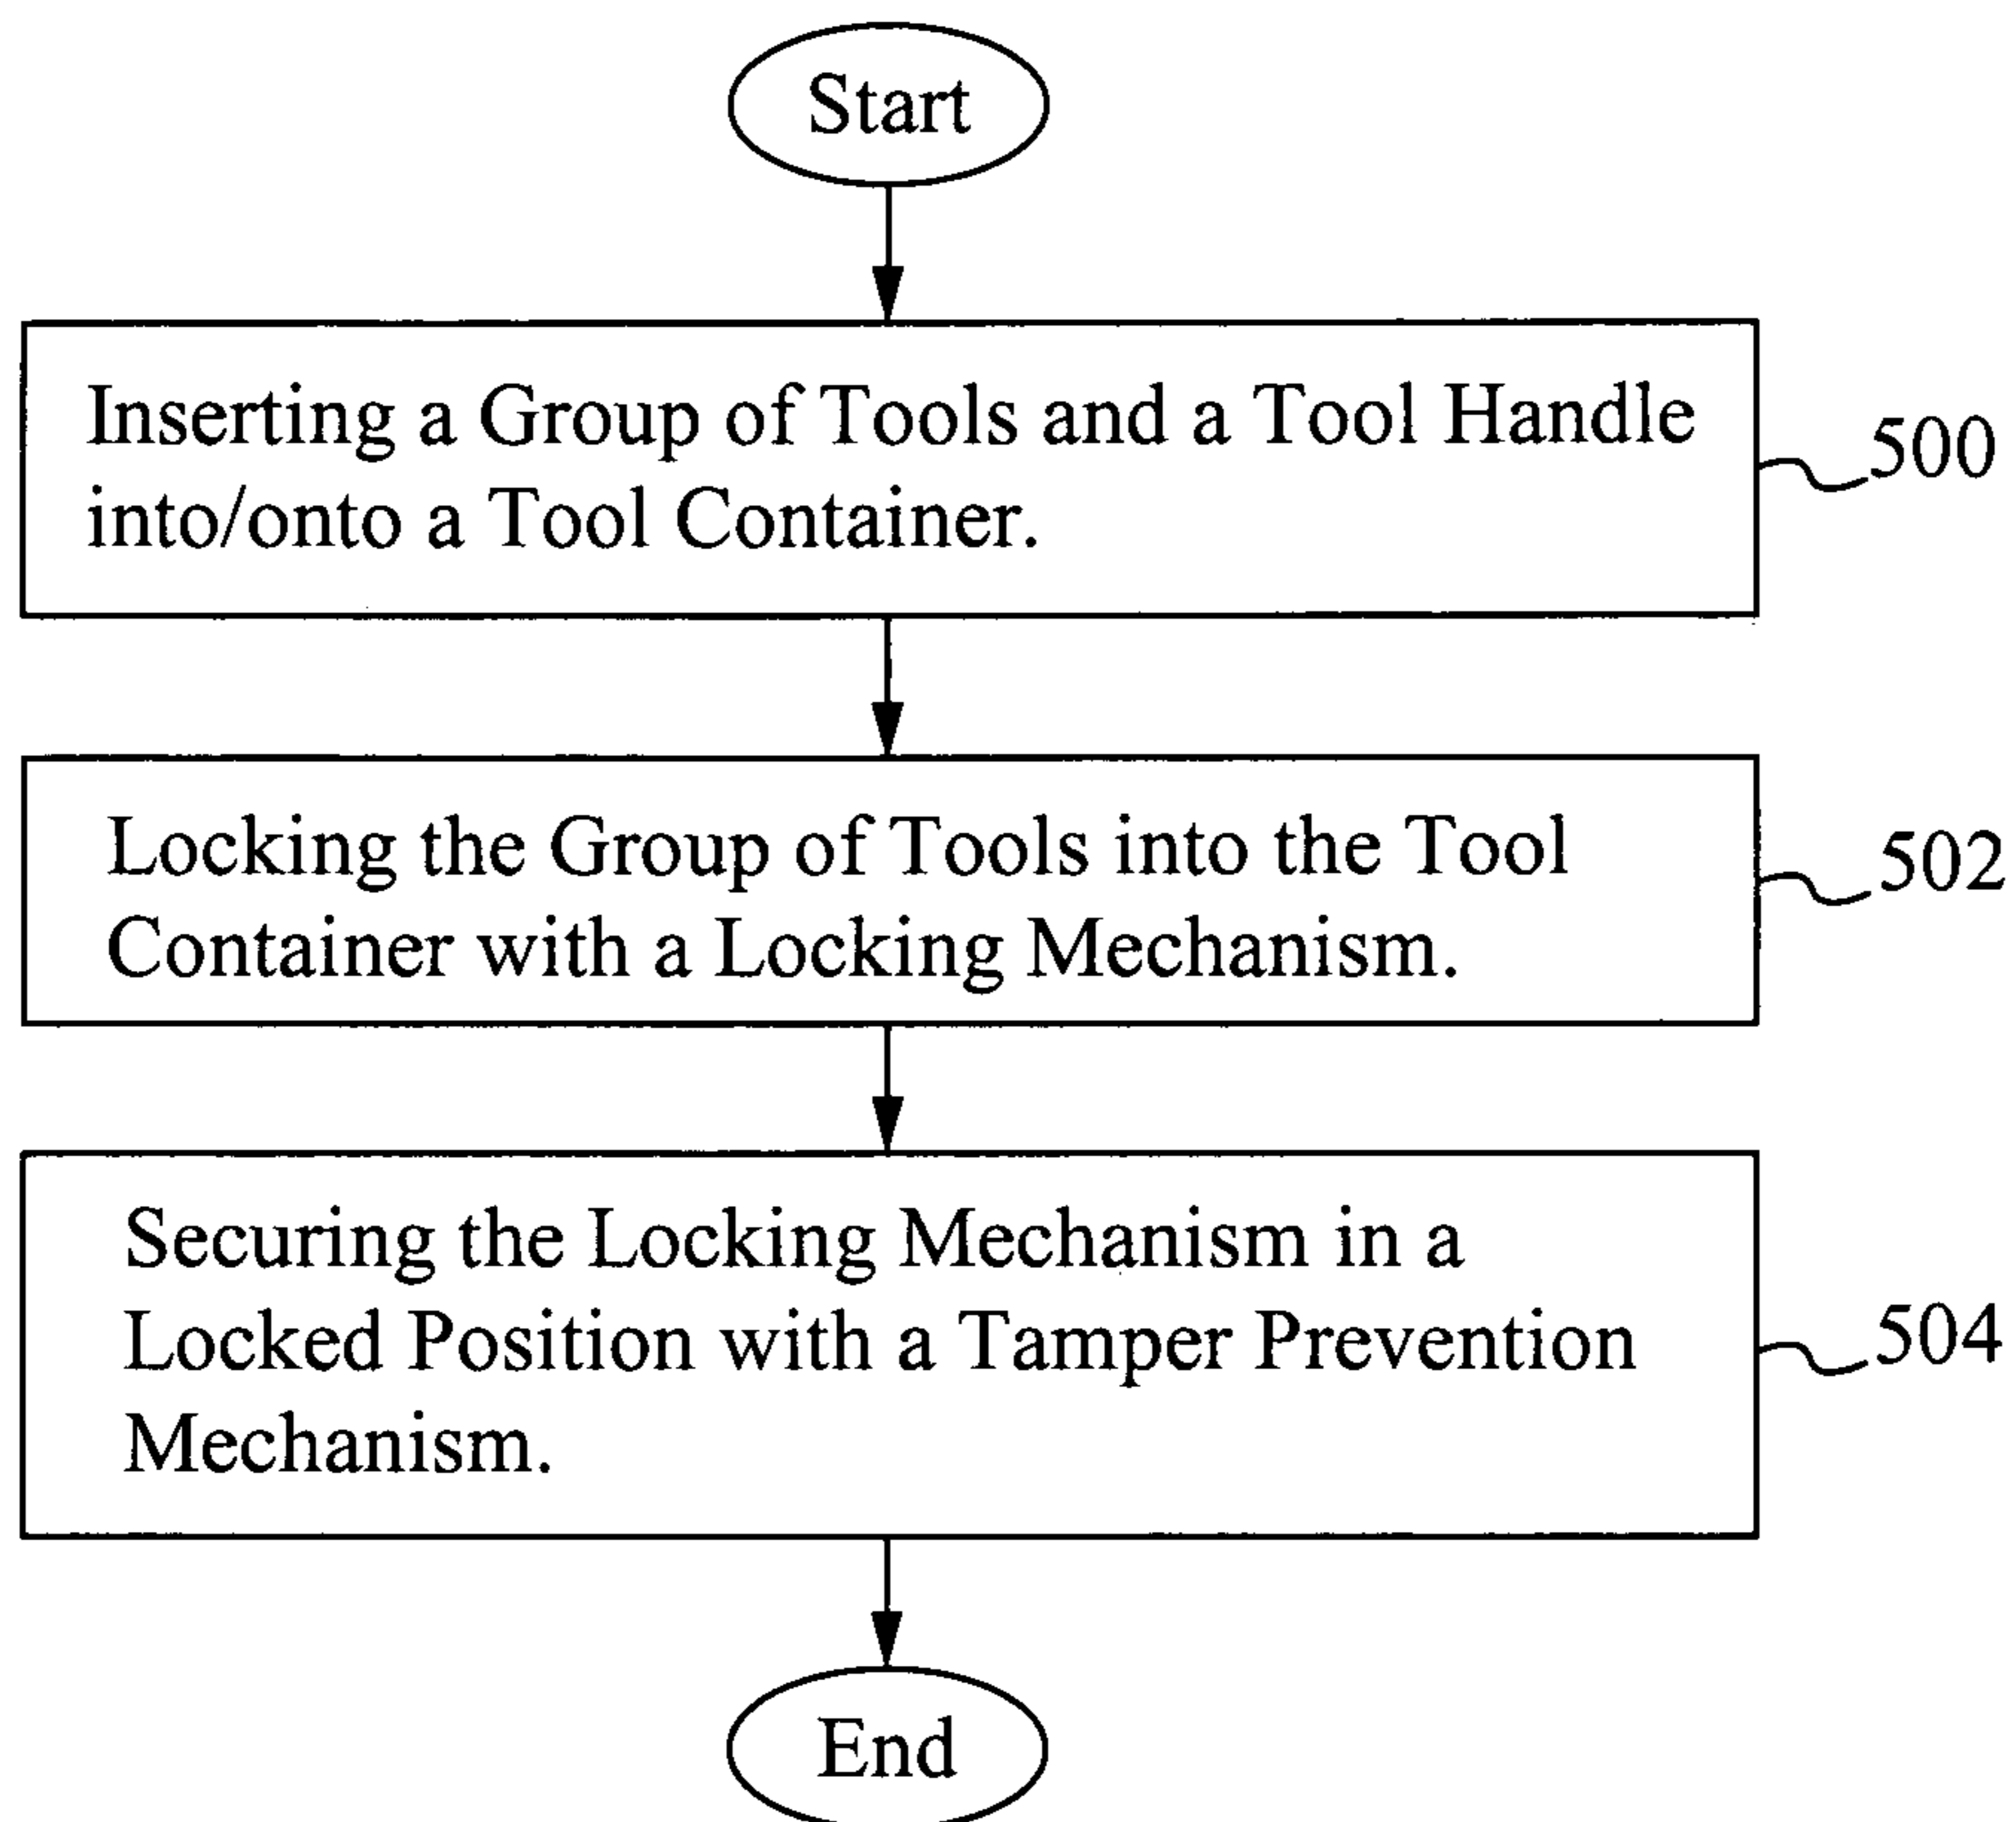 Start
Inserting a Group of Tools and a Tool Handle
into/onto a Tool Container.
500
Locking the Group of Tools into the Tool
Container with a Locking Mechanism.
502
Securing the Locking Mechanism in a
Locked Position with a Tamper Prevention
Mechanism.
504
End